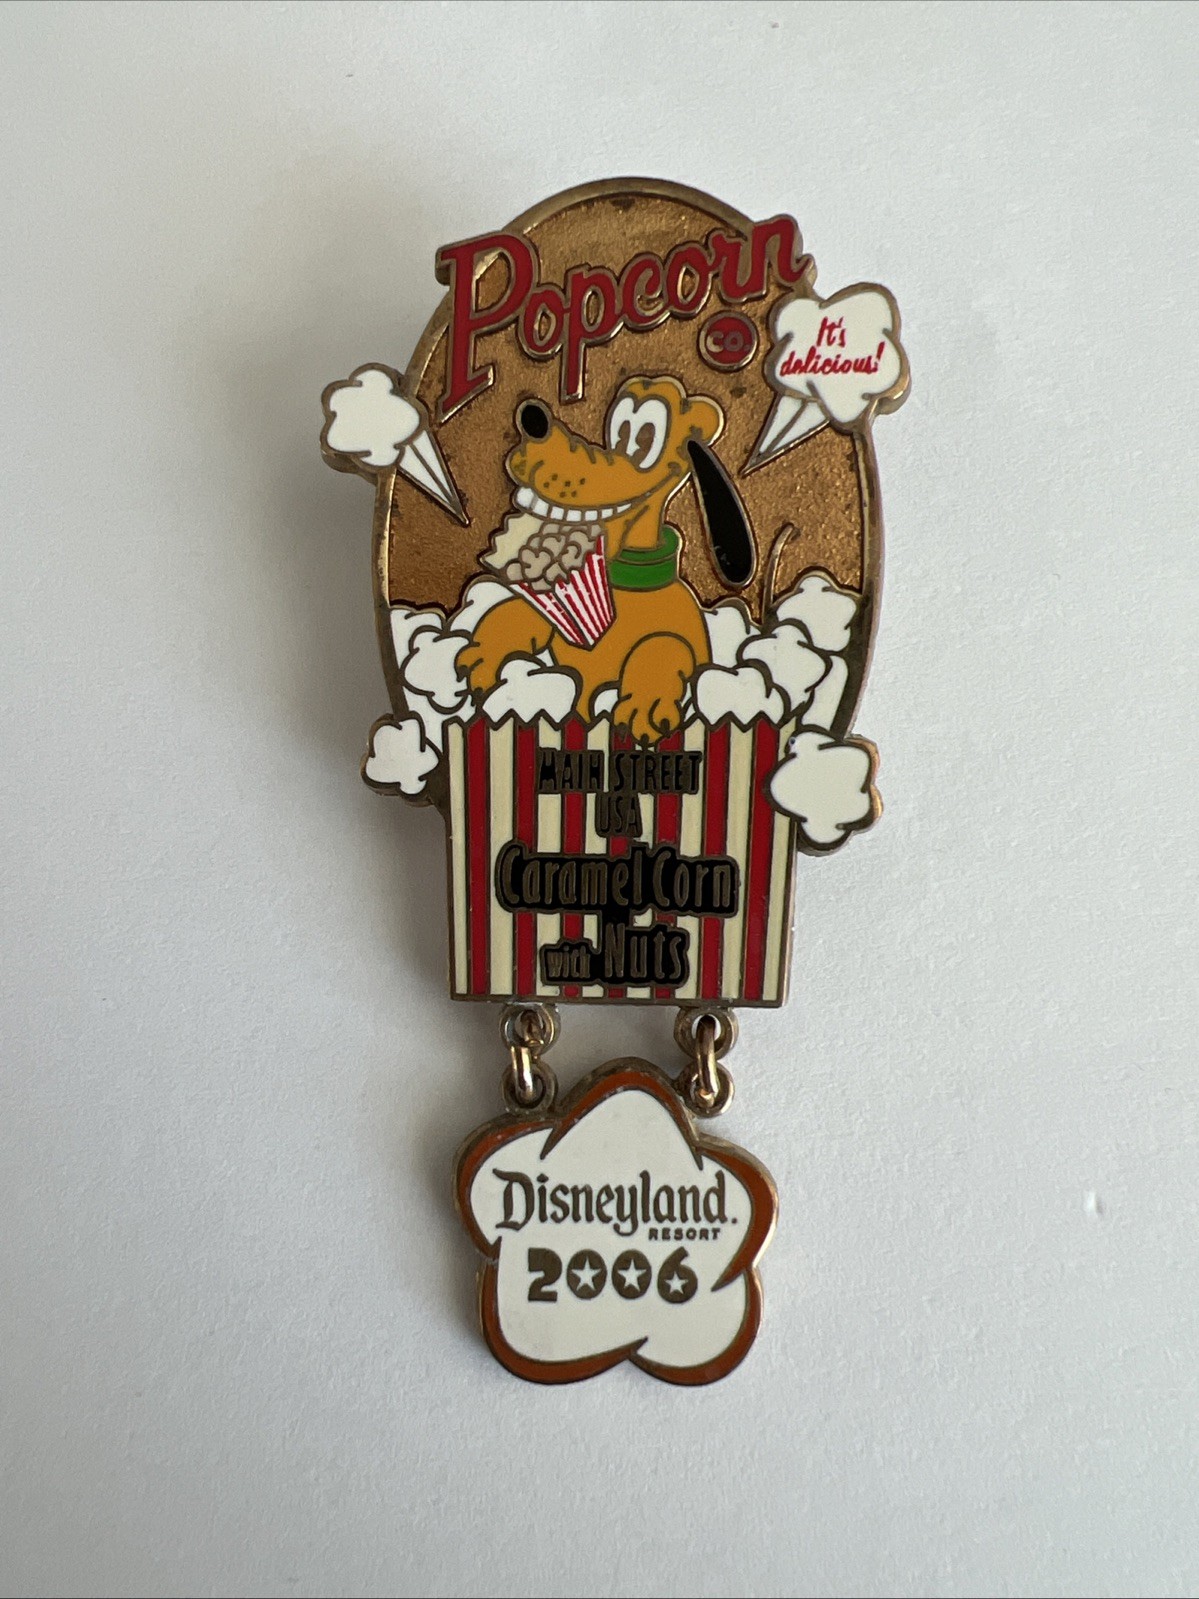 Popcorn
CO.
It's
delicious!
MAIN STREET
USA
Caramel Corn
with Nuts
Disneyland
RESORT
2006